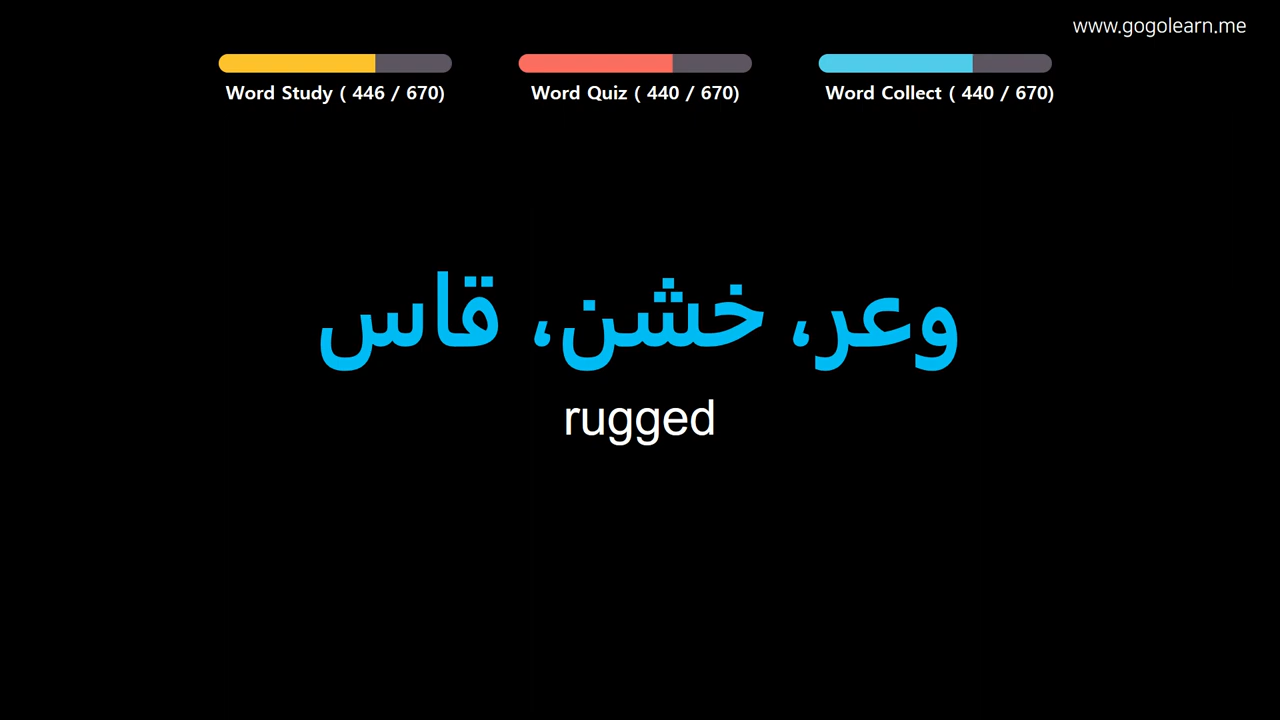 www.gogolearn.me
Word Study ( 446 / 670)
Word Quiz ( 440 / 670)
Word Collect ( 440 / 670)
وعر، خشن، قاس
rugged